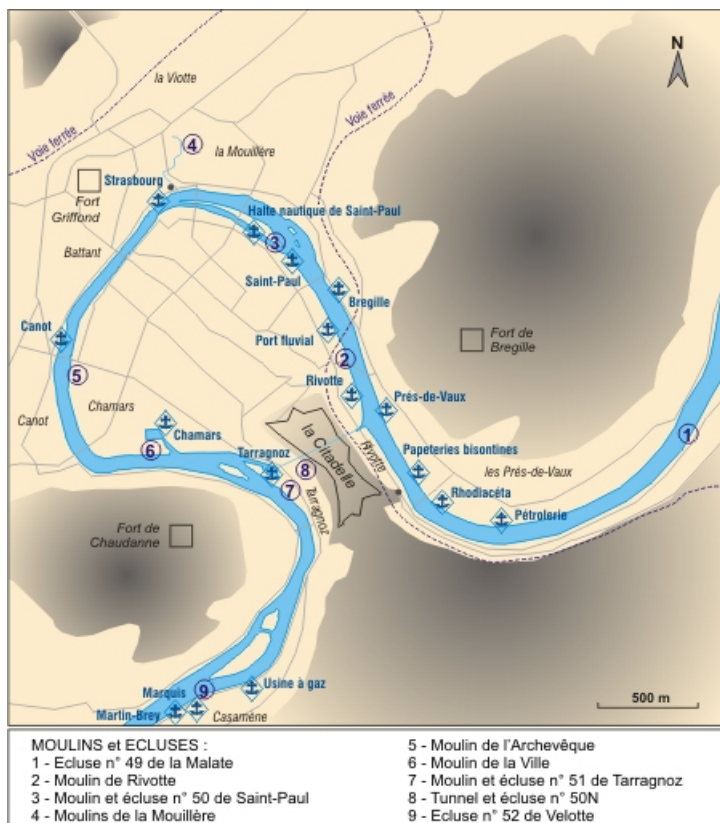 la Viotte
N
Voie ferrée
Voie ferrée
4
la Mouillère
Strasbourg
Fort
Griffond
Halte nautique de Saint-Paul
3
Battant
Saint-Paul
Bregille
Canot
Port fluvial
Fort de
Bregille
2
5
Rivotte
Prés-de-Vaux
Chamars
Canot
Chamars
6
1
Tarragnoz
8
la Citadelle
Rivotte
Papeteries bisontines
les Prés-de-Vaux
7
Tarragnoz
Rhodiacéta
Pétrolerie
Fort de
Chaudanne
Marquis
9
Usine à gaz
Martin-Brey
Casamène
500 m
MOULINS et ECLUSES :
1 - Ecluse n° 49 de la Malate
2 - Moulin de Rivotte
3 - Moulin et écluse n° 50 de Saint-Paul
4 - Moulins de la Mouillère
5 - Moulin de l'Archevêque
6 - Moulin de la Ville
7 - Moulin et écluse n° 51 de Tarragnoz
8 - Tunnel et écluse n° 50N
9 - Ecluse n° 52 de Velotte